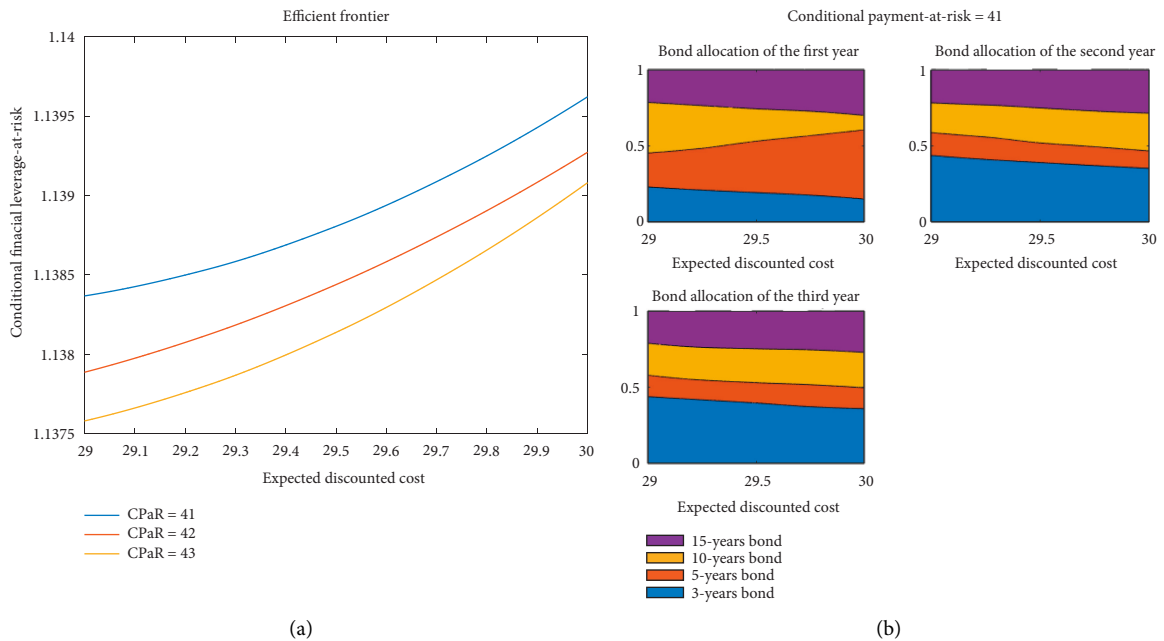 Efficient frontier
1.14
1.1395
1.139
1.1385
1.138
1.1375
Conditional finacial leverage-at-risk
29 29.1 29.2 29.3 29.4 29.5 29.6 29.7 29.8 29.9 30
Expected discounted cost
CPaR = 41
CPaR = 42
CPaR = 43
(a)
Conditional payment-at-risk = 41
Bond allocation of the first year
1
0.5
0
29 29.5 30
Expected discounted cost
Bond allocation of the second year
1
0.5
0
29 29.5 30
Expected discounted cost
Bond allocation of the third year
1
0.5
0
29 29.5 30
Expected discounted cost
15-years bond
10-years bond
5-years bond
3-years bond
(b)